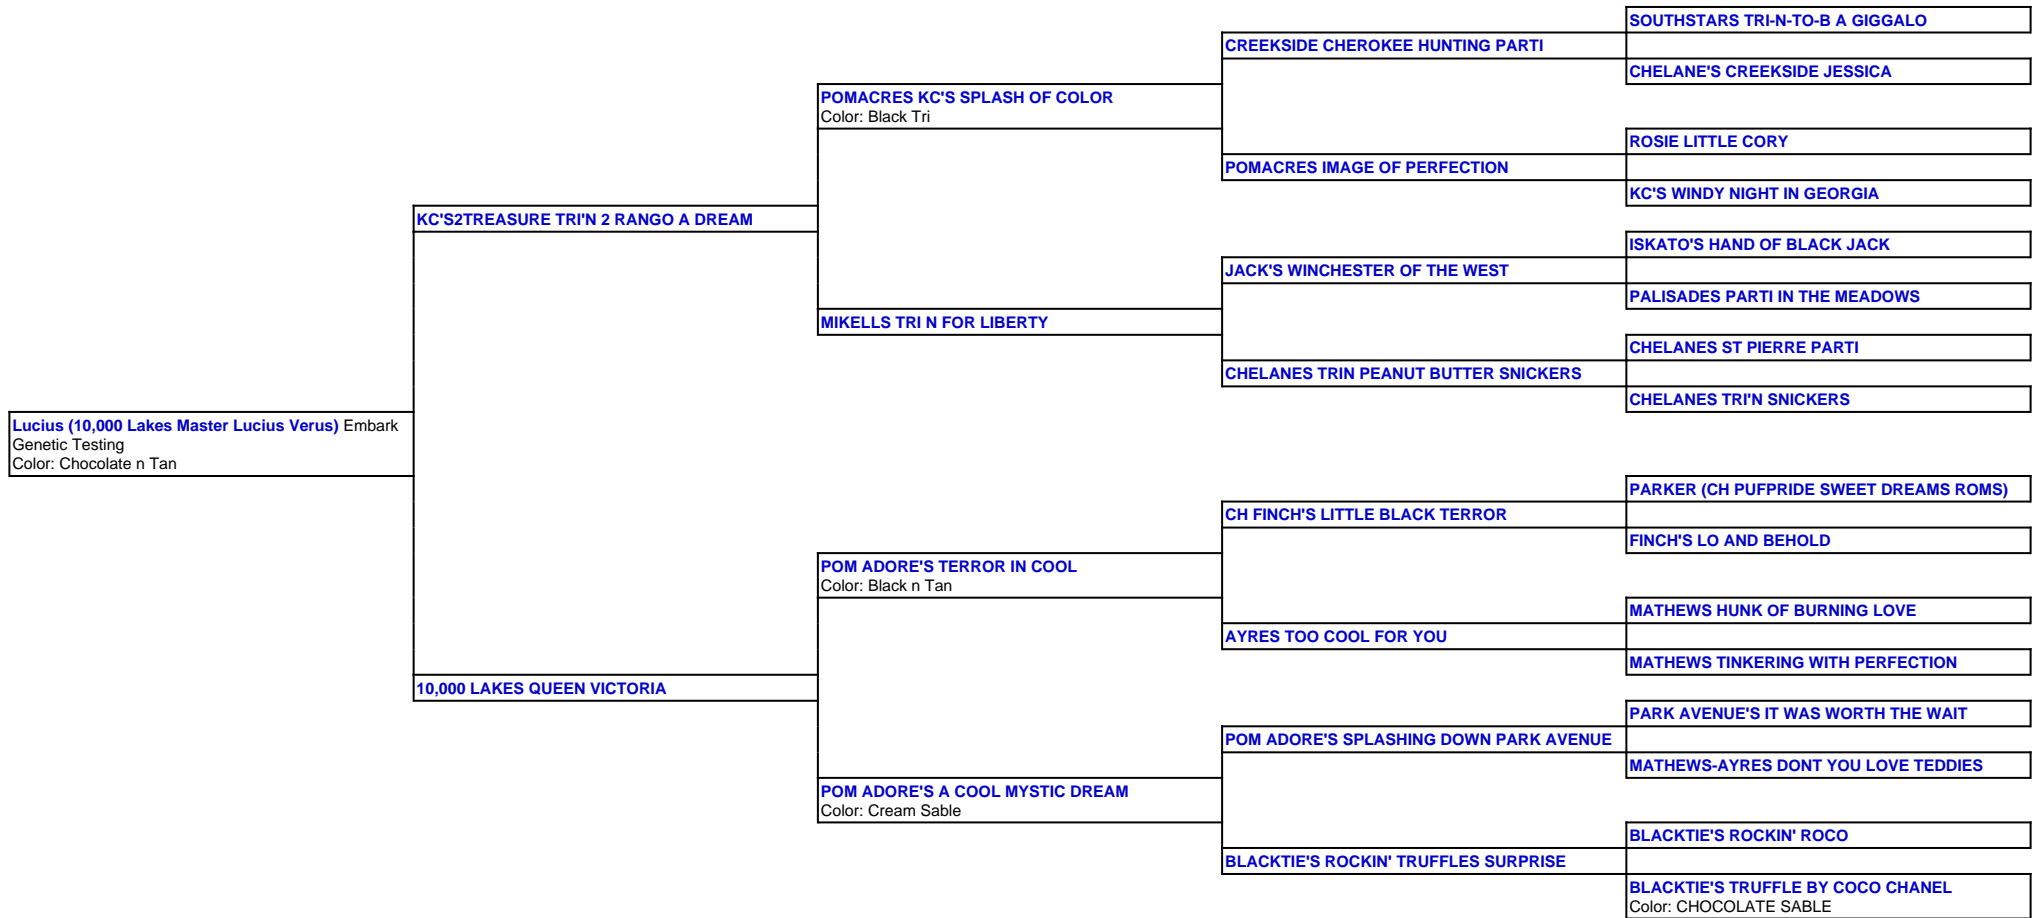 SOUTHSTARS TRI-N-TO-B A GIGGALO
CREEKSIDE CHEROKEE HUNTING PARTI
CHELANE'S CREEKSIDE JESSICA
POMACRES KC'S SPLASH OF COLOR
Color: Black Tri
ROSIE LITTLE CORY
POMACRES IMAGE OF PERFECTION
KC'S WINDY NIGHT IN GEORGIA
KC'S2TREASURE TRI'N 2 RANGO A DREAM
ISKATO'S HAND OF BLACK JACK
JACK'S WINCHESTER OF THE WEST
PALISADES PARTI IN THE MEADOWS
MIKELLS TRI N FOR LIBERTY
CHELANES ST PIERRE PARTI
CHELANES TRIN PEANUT BUTTER SNICKERS
CHELANES TRI'N SNICKERS
Lucius (10,000 Lakes Master Lucius Verus) Embark
Genetic Testing
Color: Chocolate n Tan
PARKER (CH PUFPRIDE SWEET DREAMS ROMS)
CH FINCH'S LITTLE BLACK TERROR
FINCH'S LO AND BEHOLD
POM ADORE'S TERROR IN COOL
Color: Black n Tan
MATHEWS HUNK OF BURNING LOVE
AYRES TOO COOL FOR YOU
MATHEWS TINKERING WITH PERFECTION
10,000 LAKES QUEEN VICTORIA
PARK AVENUE'S IT WAS WORTH THE WAIT
POM ADORE'S SPLASHING DOWN PARK AVENUE
MATHEWS-AYRES DONT YOU LOVE TEDDIES
POM ADORE'S A COOL MYSTIC DREAM
Color: Cream Sable
BLACKTIE'S ROCKIN' ROCO
BLACKTIE'S ROCKIN' TRUFFLES SURPRISE
BLACKTIE'S TRUFFLE BY COCO CHANEL
Color: CHOCOLATE SABLE